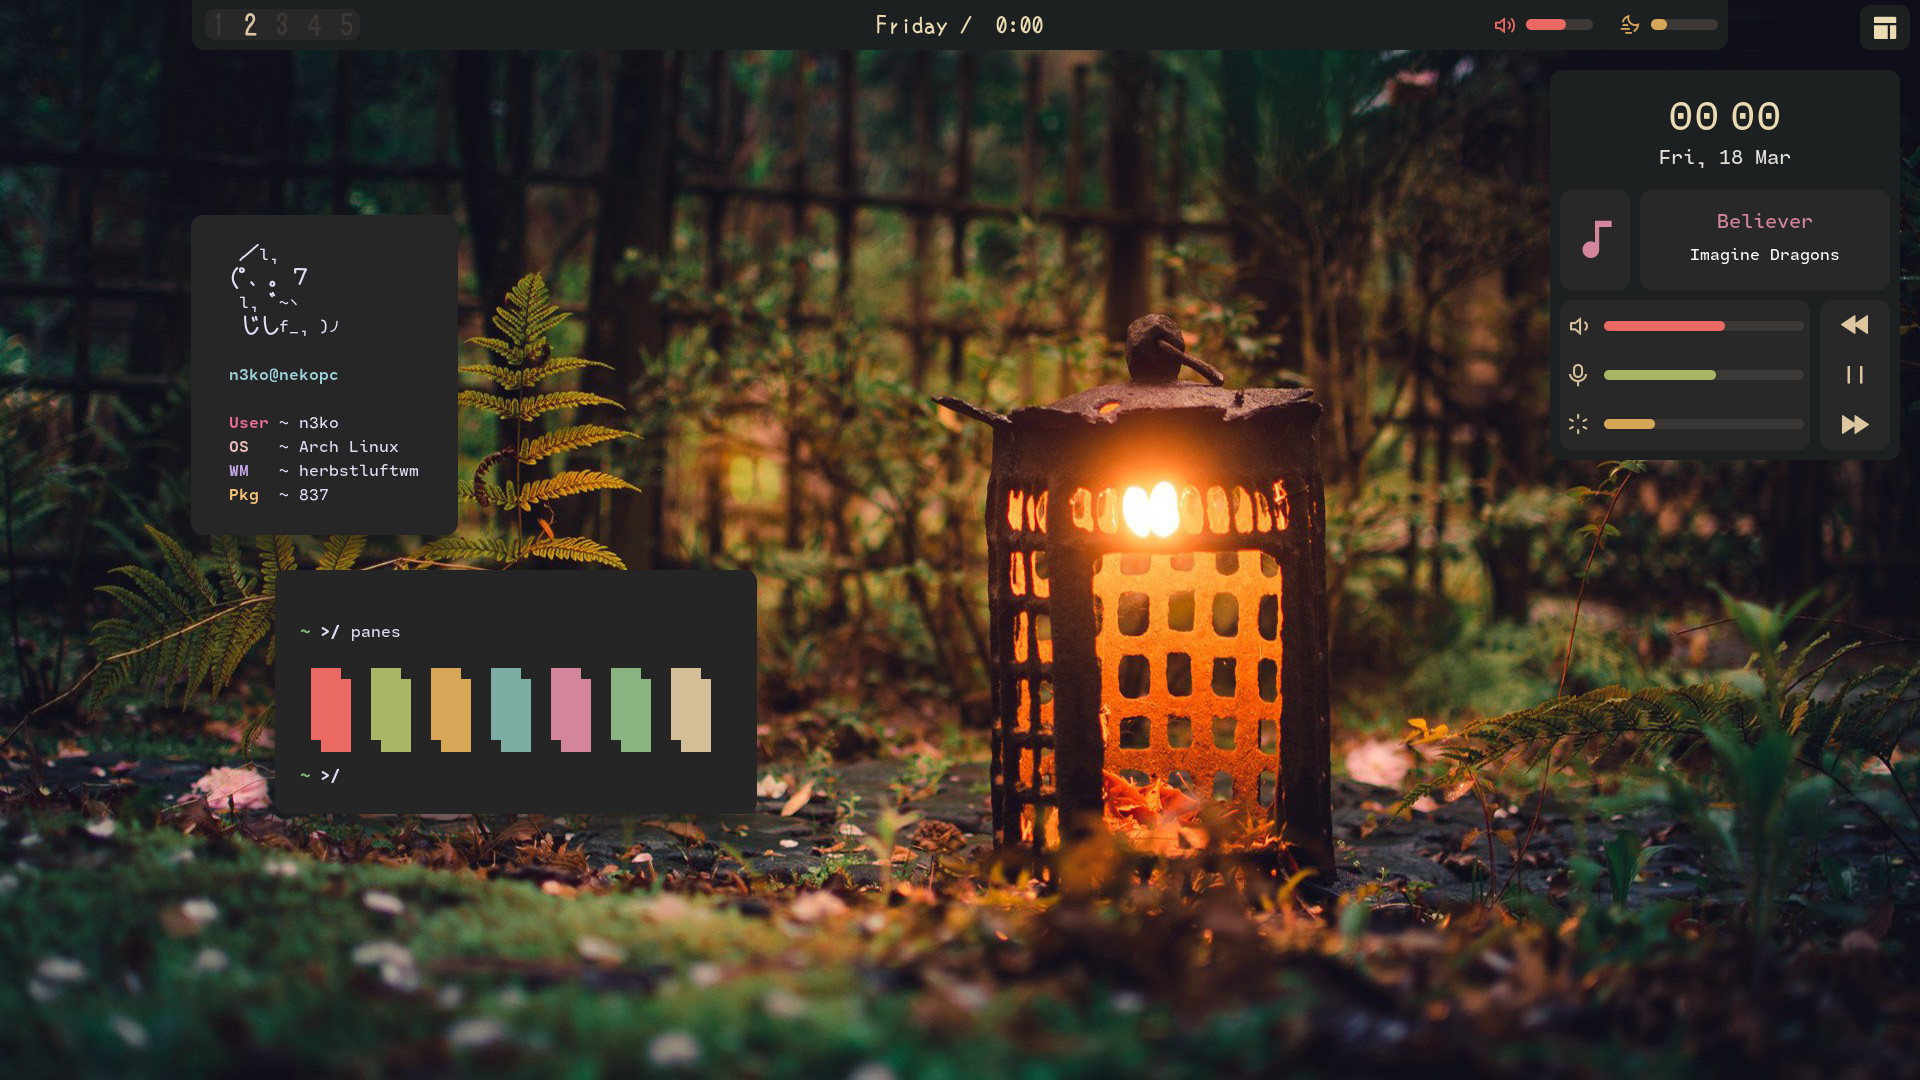 1 2 3 4 5
Friday / 0:00
00 00
Fri, 18 Mar
Believer
Imagine Dragons
／l、
(°、 。 7
l、 ~ヽ
じしf_, )ノ
n3ko@nekopc
User ~ n3ko
OS ~ Arch Linux
WM ~ herbstluftwm
Pkg ~ 837
~ >/ panes
~ >/